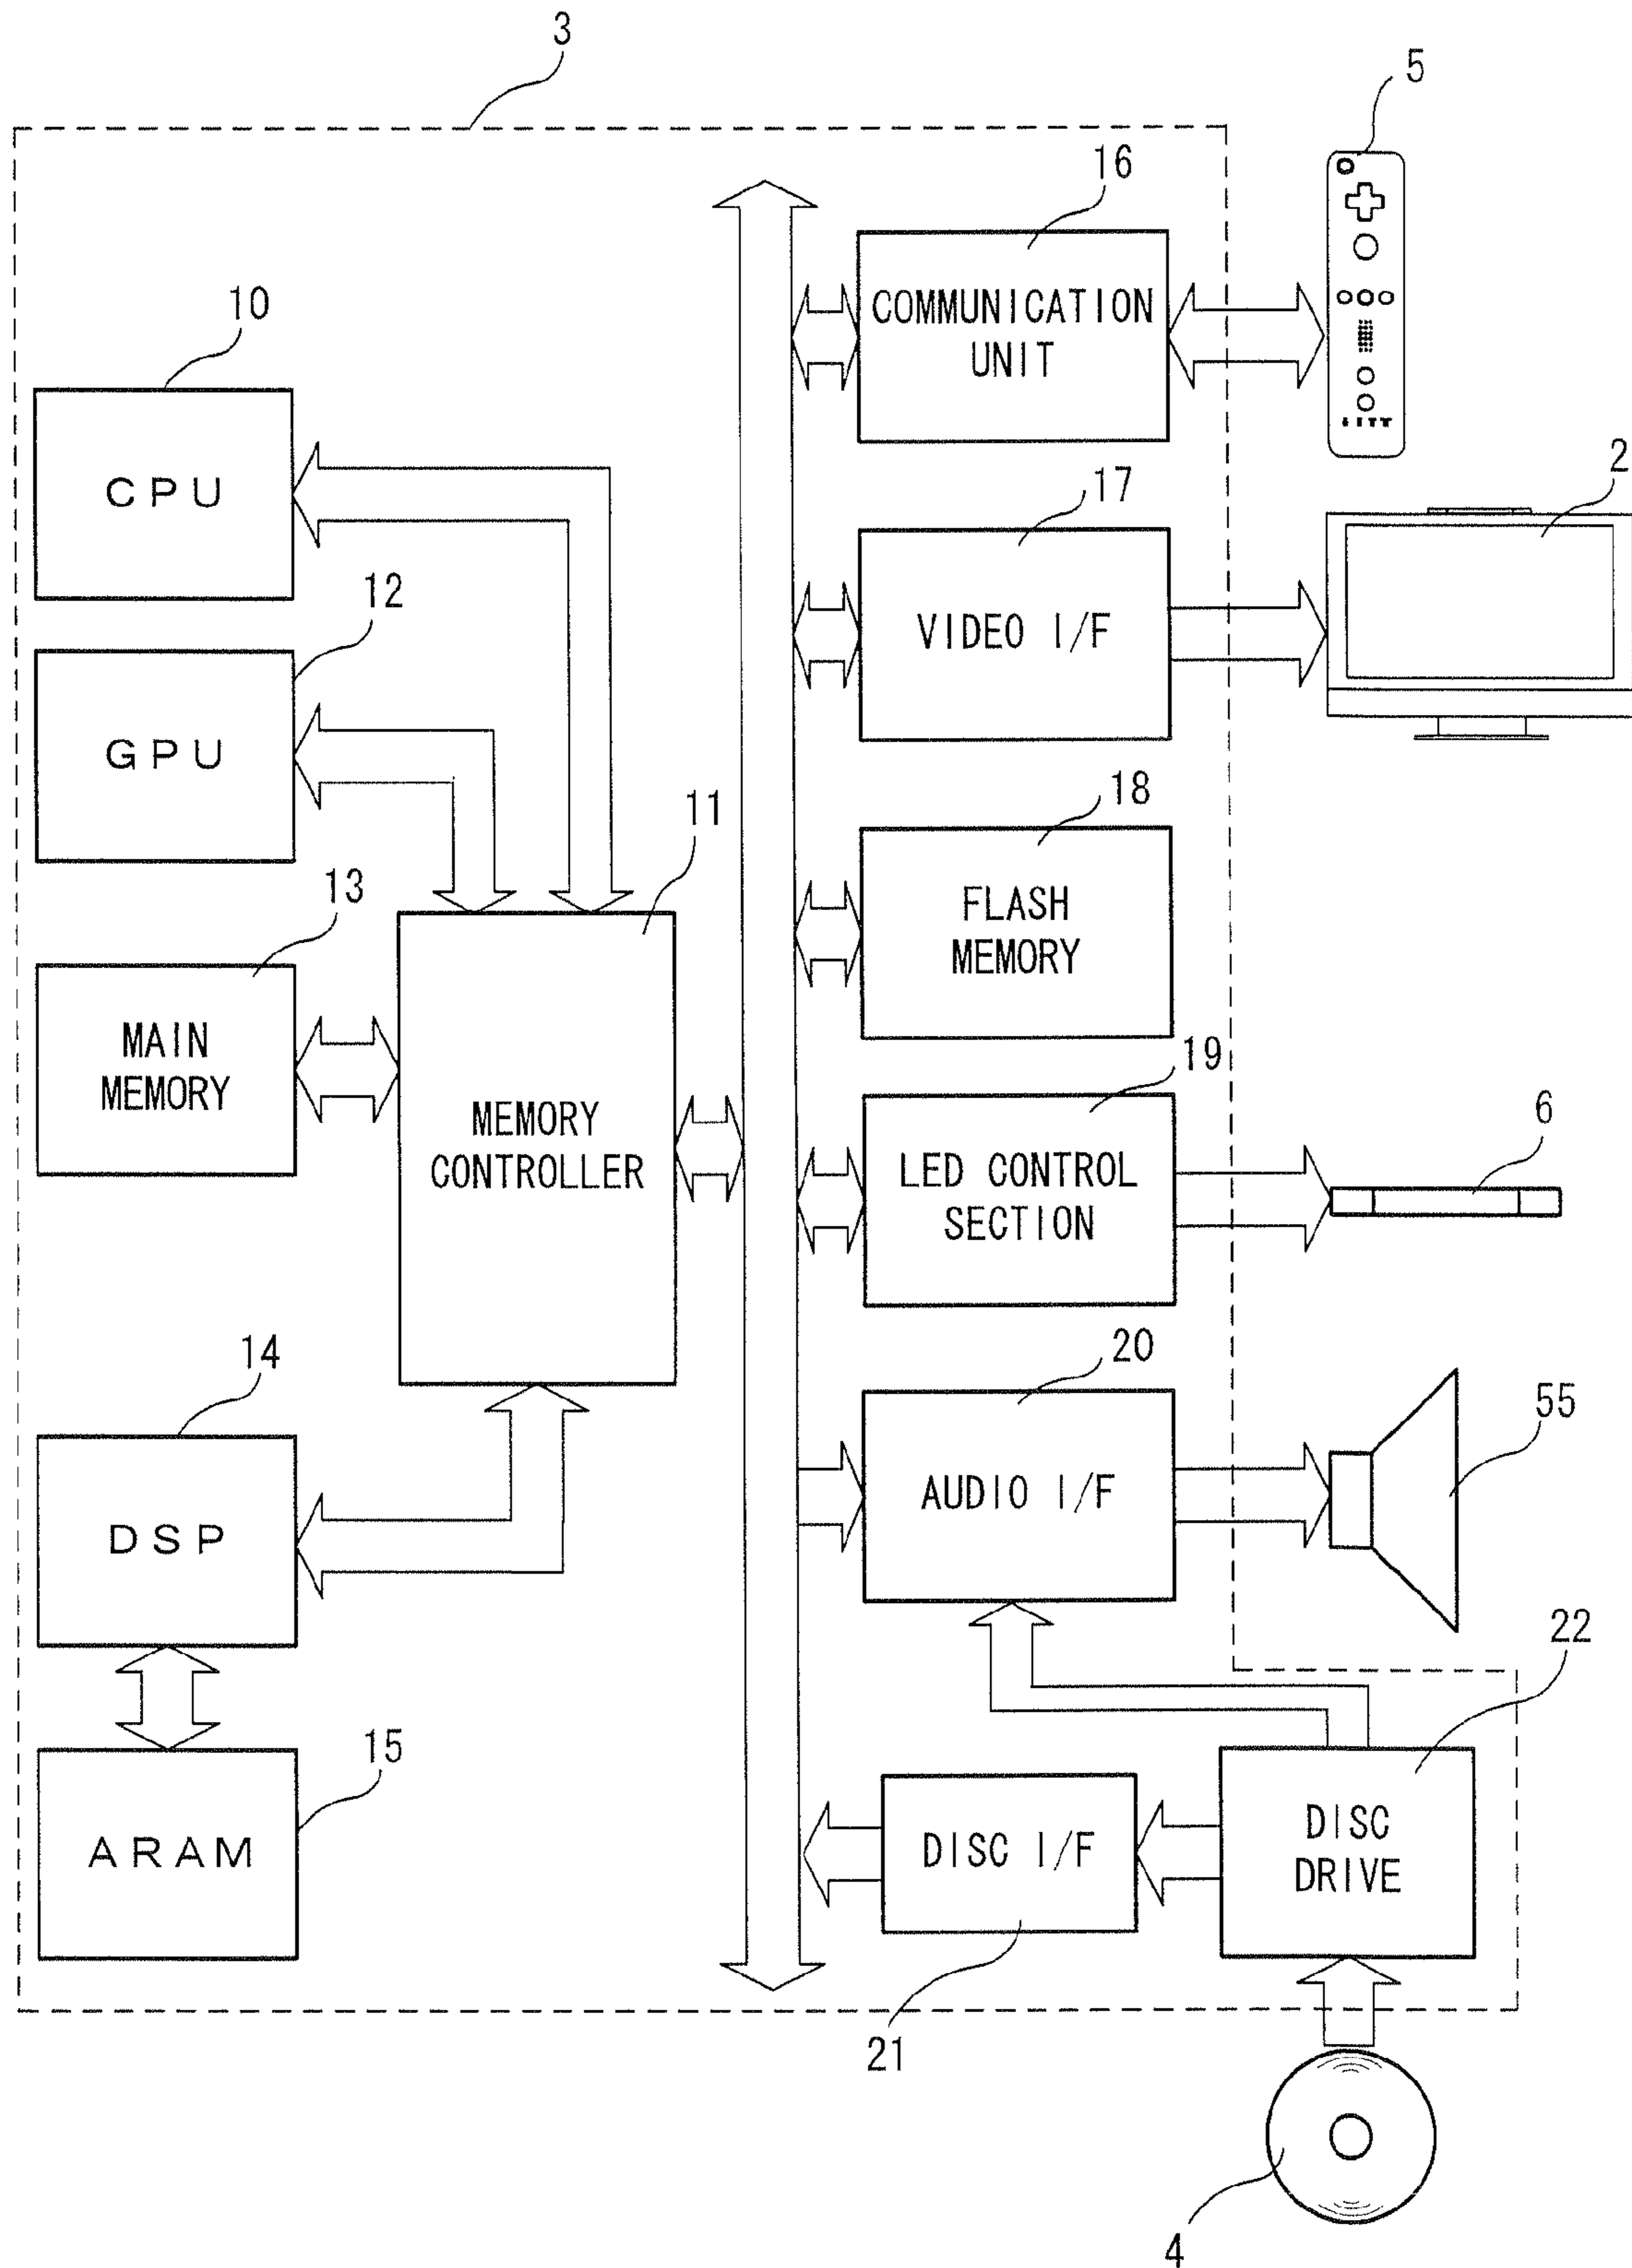 3
5
16
COMMUNICATION
UNIT
10
CPU
17
2
VIDEO I/F
12
GPU
11
18
FLASH
MEMORY
13
MAIN
MEMORY
MEMORY
CONTROLLER
19
LED CONTROL
SECTION
6
14
DSP
20
AUDIO I/F
55
22
15
ARAM
DISC I/F
DISC
DRIVE
21
4